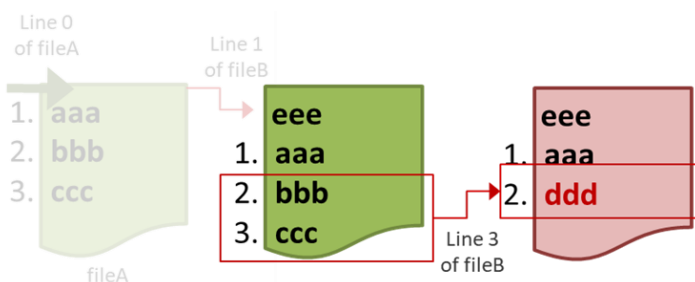 Line 0
of fileA
1. aaa
2. bbb
3. ccc
fileA
Line 1
of fileB
eee
1. aaa
2. bbb
3. ccc
Line 3
of fileB
eee
1. aaa
2. ddd